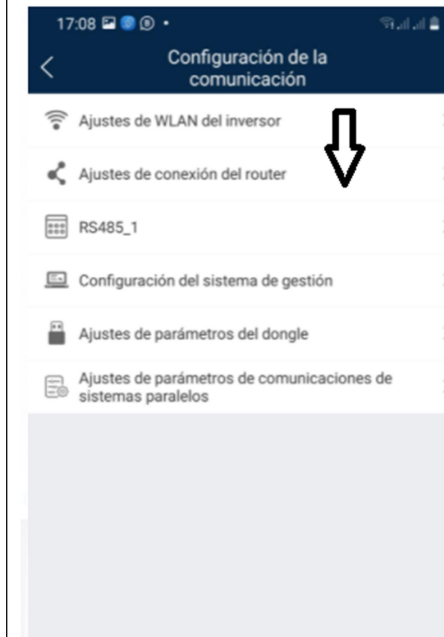 17:08
Configuración de la
comunicación
Ajustes de WLAN del inversor
Ajustes de conexión del router
RS485_1
Configuración del sistema de gestión
Ajustes de parámetros del dongle
Ajustes de parámetros de comunicaciones de
sistemas paralelos